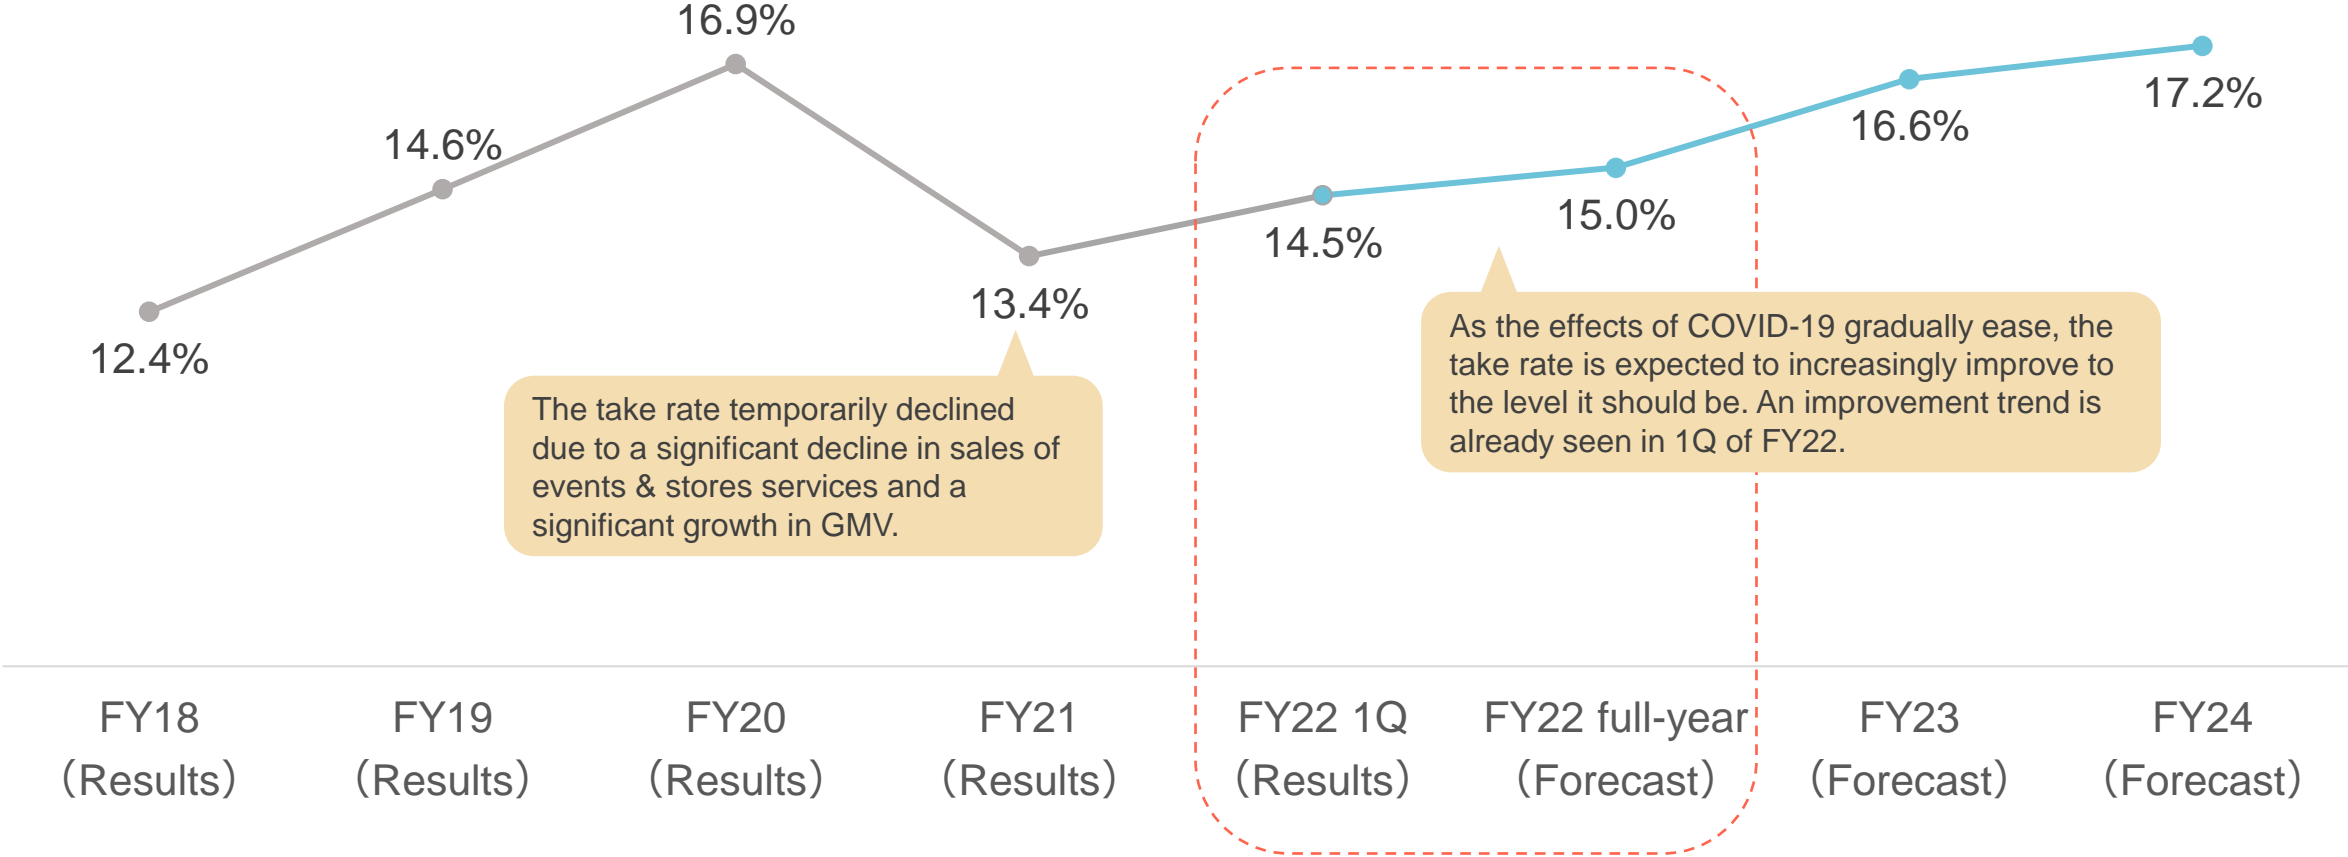 16.9%
14.6%
12.4%
13.4%
14.5%
15.0%
16.6%
17.2%
The take rate temporarily declined
due to a significant decline in sales of
events & stores services and a
significant growth in GMV.
As the effects of COVID-19 gradually ease, the
take rate is expected to increasingly improve to
the level it should be. An improvement trend is
already seen in 1Q of FY22.
FY18
（Results）
FY19
（Results）
FY20
（Results）
FY21
（Results）
FY22 1Q
（Results）
FY22 full-year
（Forecast）
FY23
（Forecast）
FY24
（Forecast）